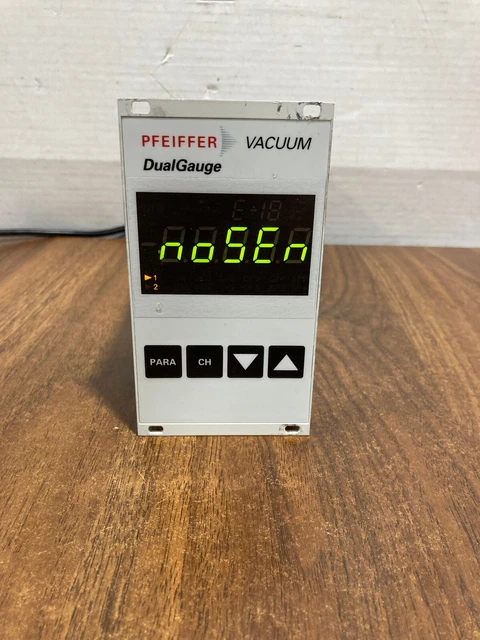 PFEIFFER VACUUM
DualGauge
noSEn
1
2
PARA CH